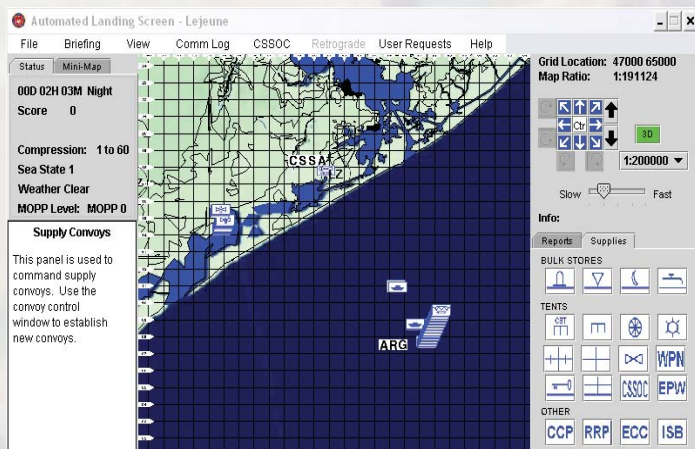 Automated Landing Screen - Lejeune
File Briefing View Comm Log CSSOC Retrograde User Requests Help
Status Mini-Map
00D 02H 03M Night
Score 0
Compression: 1 to 60
Sea State 1
Weather Clear
MOPP Level: MOPP 0
Supply Convoys
This panel is used to
command supply
convoys. Use the
convoy control
window to establish
new convoys.
CSSA
Z
ARG
Grid Location: 47000 65000
Map Ratio: 1:191124
Ctr
3D
1:200000
Slow Fast
Info:
Reports Supplies
BULK STORES
TENTS
CBT
WPN
CSSOC EPW
OTHER
CCP RRP ECC ISB